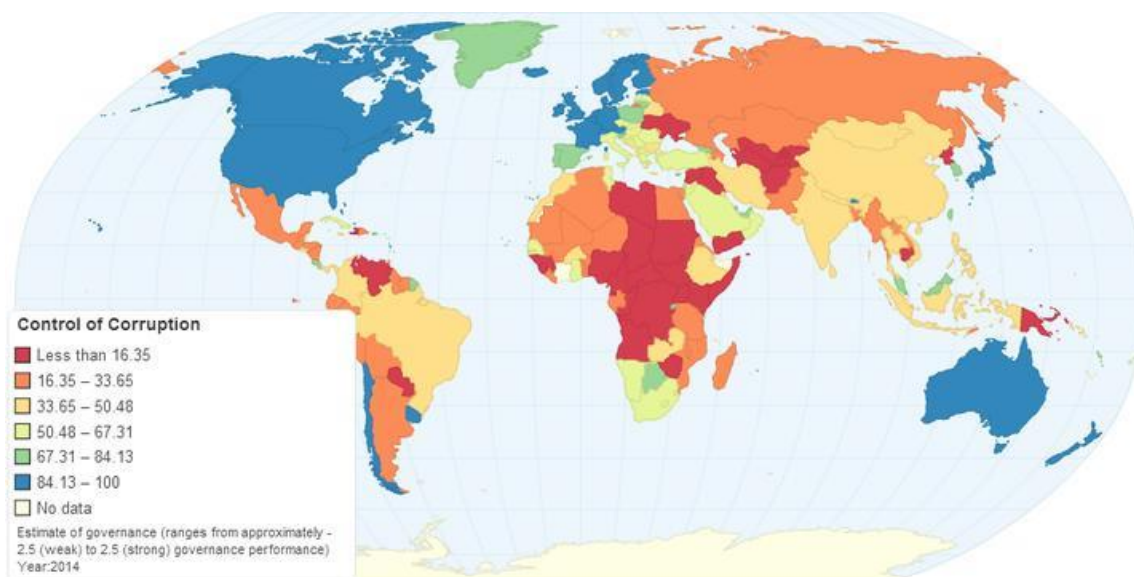 Control of Corruption
Less than 16.35
16.35 – 33.65
33.65 – 50.48
50.48 – 67.31
67.31 – 84.13
84.13 – 100
No data
Estimate of governance (ranges from approximately -
2.5 (weak) to 2.5 (strong) governance performance)
Year:2014